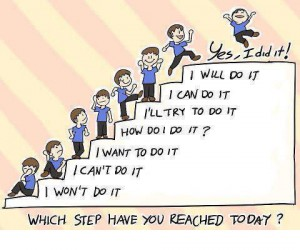 Yes, I did it!
I WILL DO IT
I CAN DO IT
I'LL TRY TO DO IT
HOW DO I DO IT?
I WANT TO DO IT
I CAN'T DO IT
I WON'T DO IT
WHICH STEP HAVE YOU REACHED TODAY?